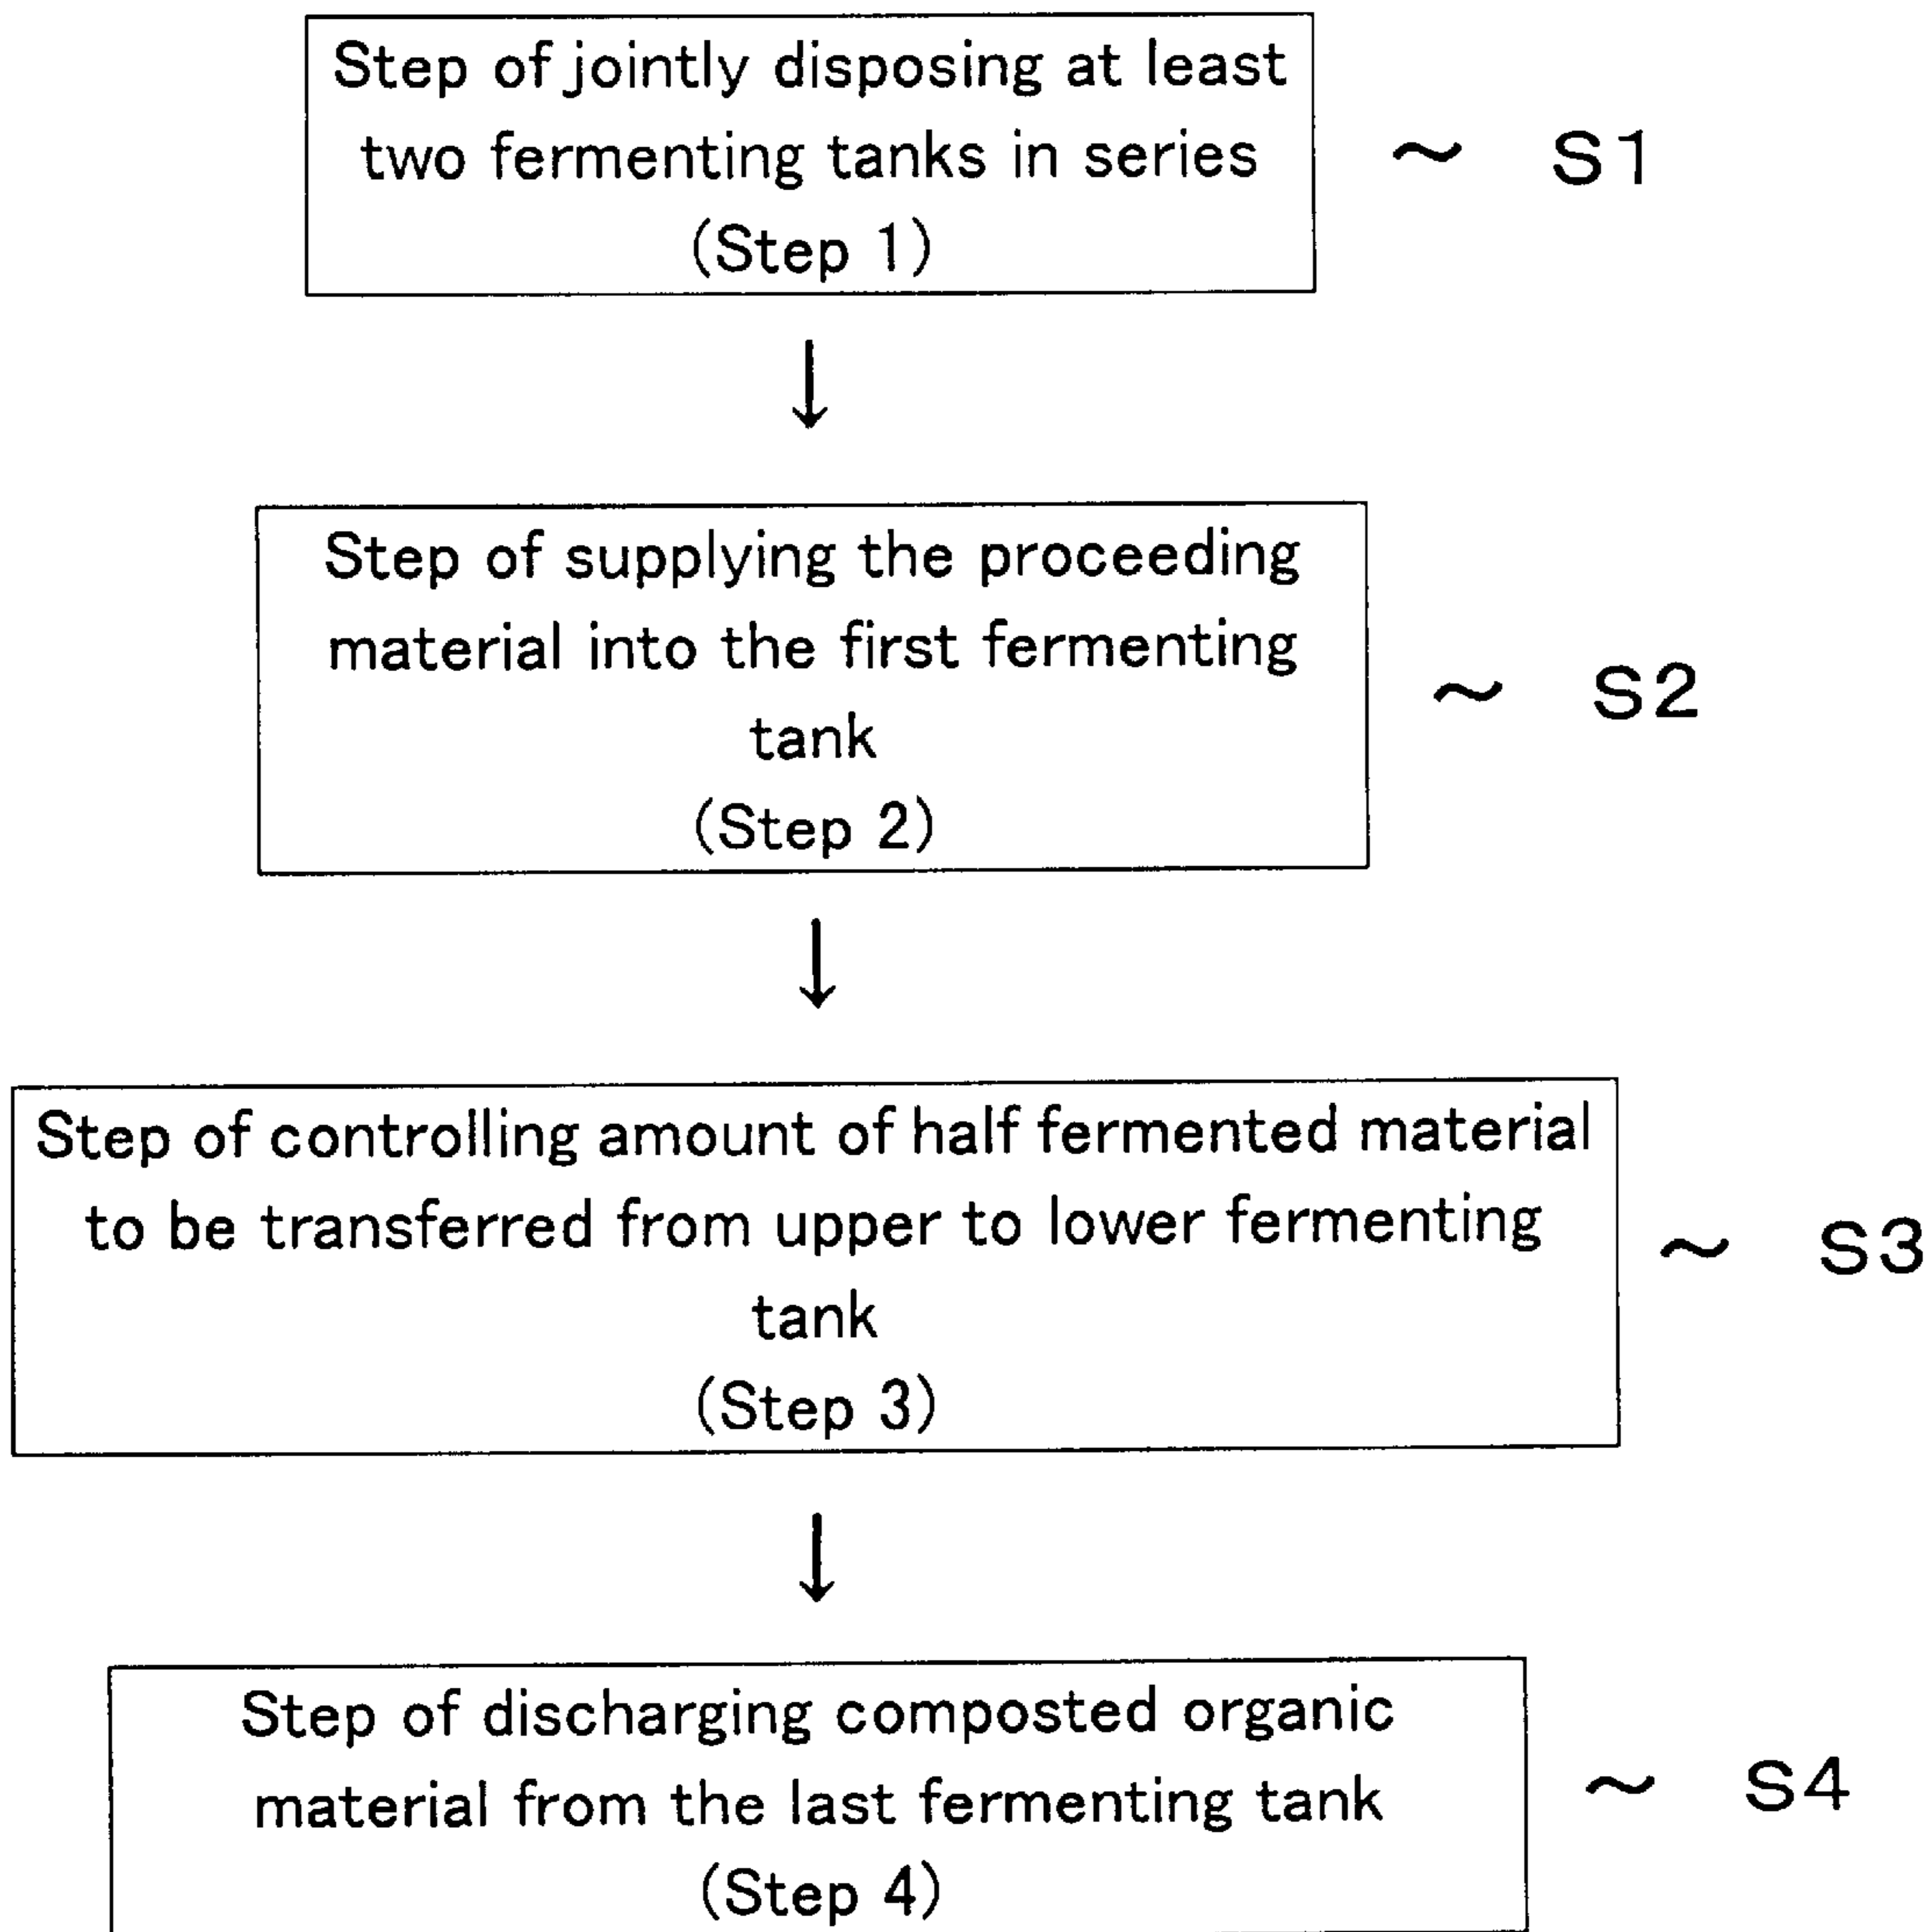 Step of jointly disposing at least
two fermenting tanks in series
(Step 1)
~ S1
↓
Step of supplying the proceeding
material into the first fermenting
tank
(Step 2)
~ S2
↓
Step of controlling amount of half fermented material
to be transferred from upper to lower fermenting
tank
(Step 3)
~ S3
↓
Step of discharging composted organic
material from the last fermenting tank
(Step 4)
~ S4